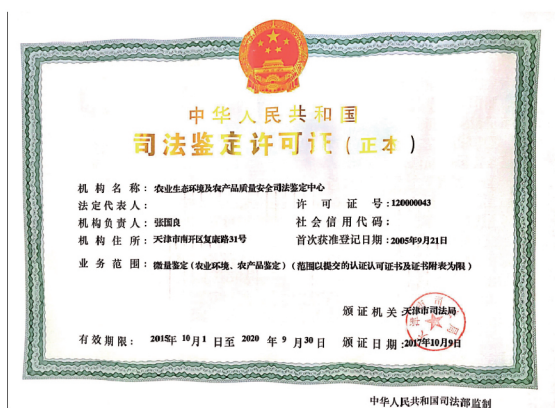 中华人民共和国
司法鉴定许可证（正本）
机构名称：农业生态环境及农产品质量安全司法鉴定中心
法定代表人： 许可证号：120000043
机构负责人：张国良 社会信用代码：
机构住所：天津市南开区复康路31号 首次获准登记日期：2005年9月21日
业务范围：微量鉴定（农业环境、农产品鉴定）（范围以提交的认证认可证书及证书附表为限）
颁证机关：天津市司法局
有效期限：2015年10月1日至2020年9月30日 颁证日期：2017年10月9日
中华人民共和国司法部监制